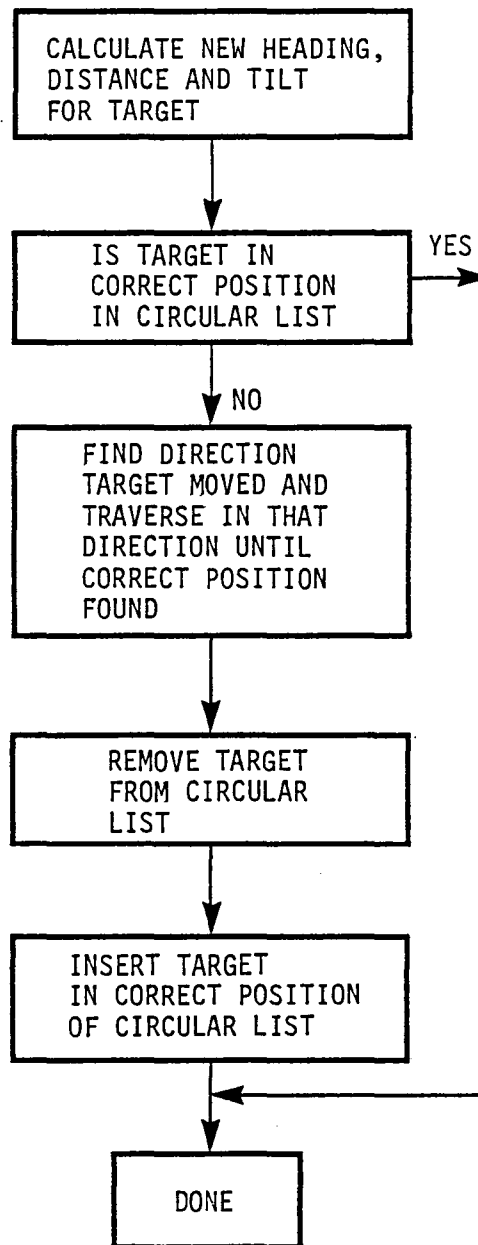 CALCULATE NEW HEADING,
DISTANCE AND TILT
FOR TARGET
IS TARGET IN
CORRECT POSITION
IN CIRCULAR LIST
YES
NO
FIND DIRECTION
TARGET MOVED AND
TRAVERSE IN THAT
DIRECTION UNTIL
CORRECT POSITION
FOUND
REMOVE TARGET
FROM CIRCULAR
LIST
INSERT TARGET
IN CORRECT POSITION
OF CIRCULAR LIST
DONE